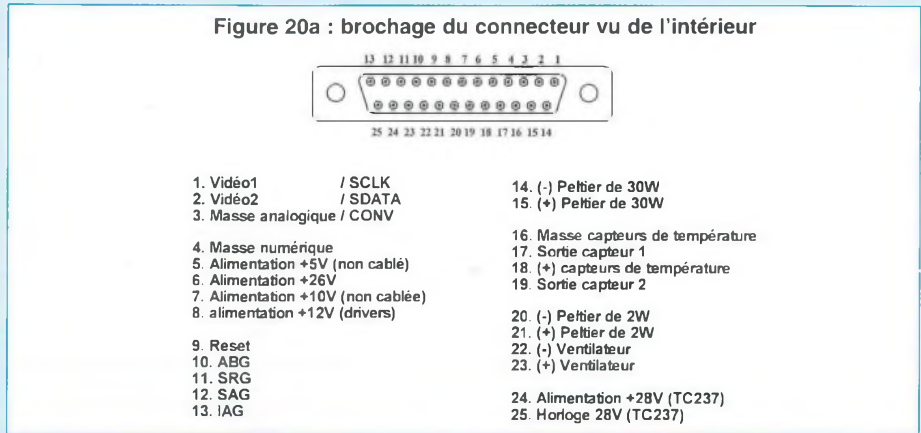 Figure 20a : brochage du connecteur vu de l'intérieur
13 12 11 10 9 8 7 6 5 4 3 2 1
25 24 23 22 21 20 19 18 17 16 15 14
1. Vidéo1 / SCLK
2. Vidéo2 / SDATA
3. Masse analogique / CONV
4. Masse numérique
5. Alimentation +5V (non cablé)
6. Alimentation +26V
7. Alimentation +10V (non cablée)
8. alimentation +12V (drivers)
9. Reset
10. ABG
11. SRG
12. SAG
13. IAG
14. (-) Peltier de 30W
15. (+) Peltier de 30W
16. Masse capteurs de température
17. Sortie capteur 1
18. (+) capteurs de température
19. Sortie capteur 2
20. (-) Peltier de 2W
21. (+) Peltier de 2W
22. (-) Ventilateur
23. (+) Ventilateur
24. Alimentation +28V (TC237)
25. Horloge 28V (TC237)